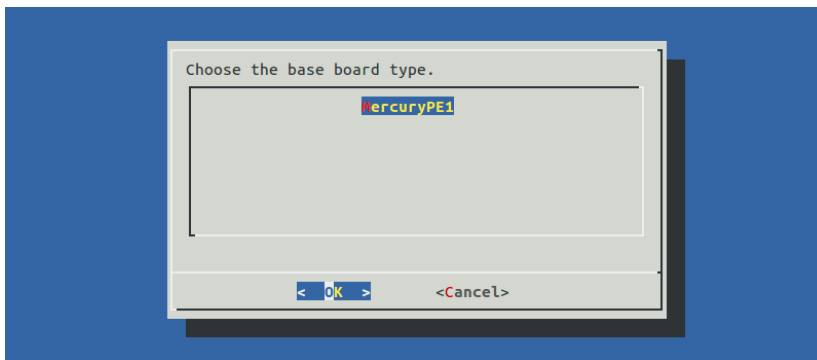 Choose the base board type.
MercuryPE1
< OK > <Cancel>